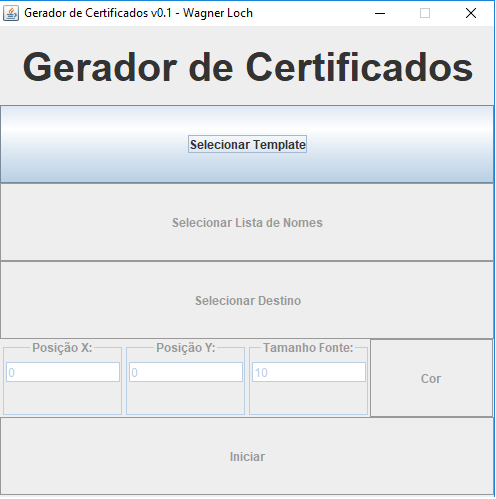 Gerador de Certificados v0.1 - Wagner Loch
Gerador de Certificados
Selecionar Template
Selecionar Lista de Nomes
Selecionar Destino
Posição X: Posição Y: Tamanho Fonte:
0 0 10 Cor
Iniciar